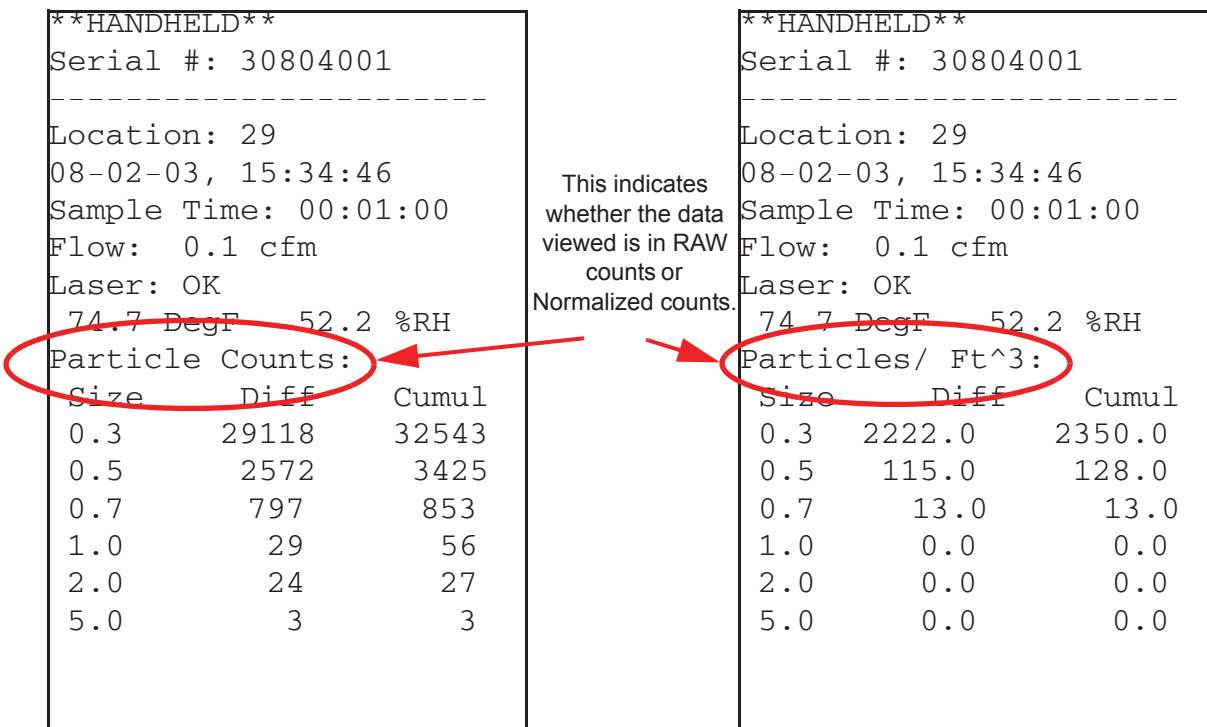 **HANDHELD**
Serial #: 30804001
-----------------------
Location: 29
08-02-03, 15:34:46
Sample Time: 00:01:00
Flow:  0.1 cfm
Laser: OK
74.7 DegF  52.2 %RH
Particle Counts:
Size Diff Cumul
0.3 29118 32543
0.5 2572 3425
0.7 797 853
1.0 29 56
2.0 24 27
5.0 3 3
This indicates
whether the data
viewed is in RAW
counts or
Normalized counts.
**HANDHELD**
Serial #: 30804001
-----------------------
Location: 29
08-02-03, 15:34:46
Sample Time: 00:01:00
Flow:  0.1 cfm
Laser: OK
74.7 DegF  52.2 %RH
Particles/ Ft^3:
Size Diff Cumul
0.3 2222.0 2350.0
0.5 115.0 128.0
0.7 13.0 13.0
1.0 0.0 0.0
2.0 0.0 0.0
5.0 0.0 0.0